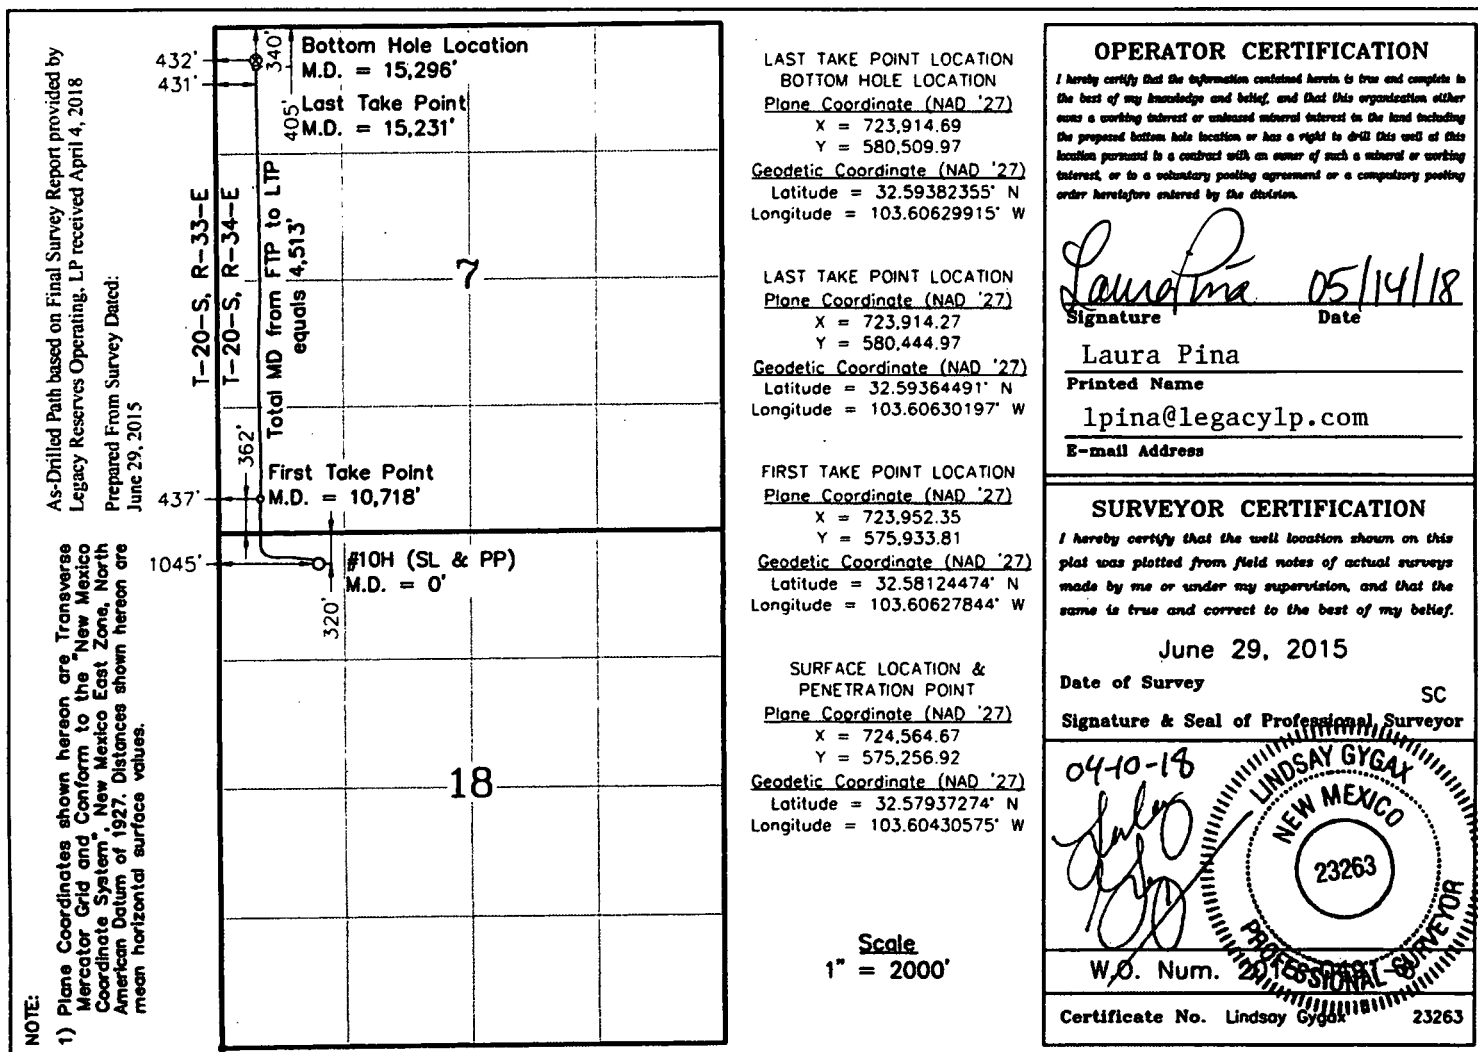 As-Drilled Path based on Final Survey Report provided by
Legacy Reserves Operating, LP received April 4, 2018
Prepared From Survey Dated:
June 29, 2015
NOTE:
1) Plane Coordinates shown hereon are Transverse
Mercator Grid and Conform to the "New Mexico
Coordinate System", New Mexico East Zone, North
American Datum of 1927. Distances shown hereon are
mean horizontal surface values.
T-20-S, R-33-E
T-20-S, R-34-E
432'
431'
340'
405'
Bottom Hole Location
M.D. = 15,296'
Last Take Point
M.D. = 15,231'
Total MD from FTP to LTP
equals 4,513'
7
362'
437'
First Take Point
M.D. = 10,718'
1045'
#10H (SL & PP)
M.D. = 0'
320'
18
LAST TAKE POINT LOCATION
BOTTOM HOLE LOCATION
Plane Coordinate (NAD '27)
X = 723,914.69
Y = 580,509.97
Geodetic Coordinate (NAD '27)
Latitude = 32.59382355° N
Longitude = 103.60629915° W
LAST TAKE POINT LOCATION
Plane Coordinate (NAD '27)
X = 723,914.27
Y = 580,444.97
Geodetic Coordinate (NAD '27)
Latitude = 32.59364491° N
Longitude = 103.60630197° W
FIRST TAKE POINT LOCATION
Plane Coordinate (NAD '27)
X = 723,952.35
Y = 575,933.81
Geodetic Coordinate (NAD '27)
Latitude = 32.58124474° N
Longitude = 103.60627844° W
SURFACE LOCATION &
PENETRATION POINT
Plane Coordinate (NAD '27)
X = 724,564.67
Y = 575,256.92
Geodetic Coordinate (NAD '27)
Latitude = 32.57937274° N
Longitude = 103.60430575° W
Scale
1" = 2000'
OPERATOR CERTIFICATION
I hereby certify that the information contained herein is true and complete to
the best of my knowledge and belief, and that this organization either
owns a working interest or unleased mineral interest in the land including
the proposed bottom hole location or has a right to drill this well at this
location pursuant to a contract with an owner of such a mineral or working
interest, or to a voluntary pooling agreement or a compulsory pooling
order heretofore entered by the division.
Laura Pina 05/14/18
Signature Date
Laura Pina
Printed Name
lpina@legacylp.com
E-mail Address
SURVEYOR CERTIFICATION
I hereby certify that the well location shown on this
plat was plotted from field notes of actual surveys
made by me or under my supervision, and that the
same is true and correct to the best of my belief.
June 29, 2015
Date of Survey
SC
Signature & Seal of Professional Surveyor
04-10-18
LINDSAY GYGAX
NEW MEXICO
23263
PROFESSIONAL SURVEYOR
W.O. Num.
Certificate No. Lindsay Gygax 23263